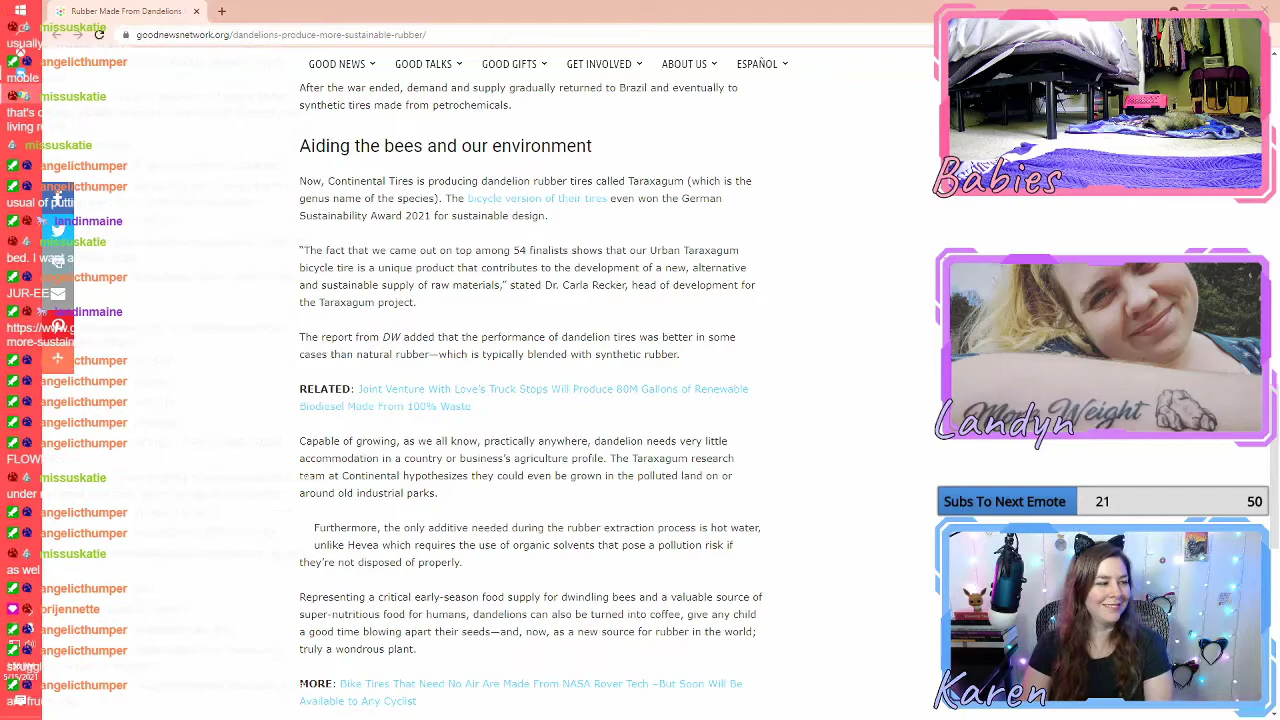 Rubber Made From Dandelions
goodnewsnetwork.org/dandelions-produce-more-sustainable-rubber/
GOOD NEWS
GOOD TALKS
GOOD GIFTS
GET INVOLVED
ABOUT US
ESPAÑOL
After the war ended, demand and supply gradually returned to Brazil and eventually to
synthetic tires made from petrochemicals.
Aiding the bees and our environment
Now, Continental Tires is producing dandelion rubber tires called Taraxagum (which is the
genus name of the species). The bicycle version of their tires even won the German
Sustainability Award 2021 for sustainable design.
“The fact that we came out on top among 54 finalists shows that our Urban Taraxagum
bicycle tire is a unique product that contributes to the development of a new, alternative
and sustainable supply of raw materials,” stated Dr. Carla Recker, head of development for
the Taraxagum project.
The report from DW added that the performance of dandelion tires was better in some
cases than natural rubber—which is typically blended with synthetic rubber.
RELATED: Joint Venture With Love’s Truck Stops Will Produce 80M Gallons of Renewable
Biodiesel Made From 100% Waste
Capable of growing, as we all know, practically anywhere, dandelion needs very little
accommodation in a country or business’s agriculture profile. The Taraxagum research
team at Continental hypothesizes they could even be grown in the polluted land on or
around old industrial parks.
Furthermore, the only additive needed during the rubber extraction process is hot water,
unlike Hevea which requires the use of organic solvents that pose a pollution risk if
they’re not disposed of properly.
Representing a critical early-season food supply for dwindling bees and a valuable source of
super-nutritious food for humans, dandelions can also be turned into coffee, give any child
a good time blowing apart their seeds—and, now, as a new source for rubber in the world;
truly a wondrous plant.
MORE: Bike Tires That Need No Air Are Made From NASA Rover Tech –But Soon Will Be
Available to Any Cyclist
missuskatie
usually
angelicthumper
missuskatie
living
missuskatie
angelicthumper
angelicthumper
usual of
landinmaine
missuskatie
bed. I want a
angelicthumper
landinmaine
angelicthumper
angelicthumper
angelicthumper
angelicthumper
missuskatie
under
angelicthumper
angelicthumper
missuskatie
as well
angelicthumper
orijennette
angelicthumper
angelicthumper
5/15/2021
angelicthumper
Babies
More Weight
Landyn
Subs To Next Emote 21 50
Karen